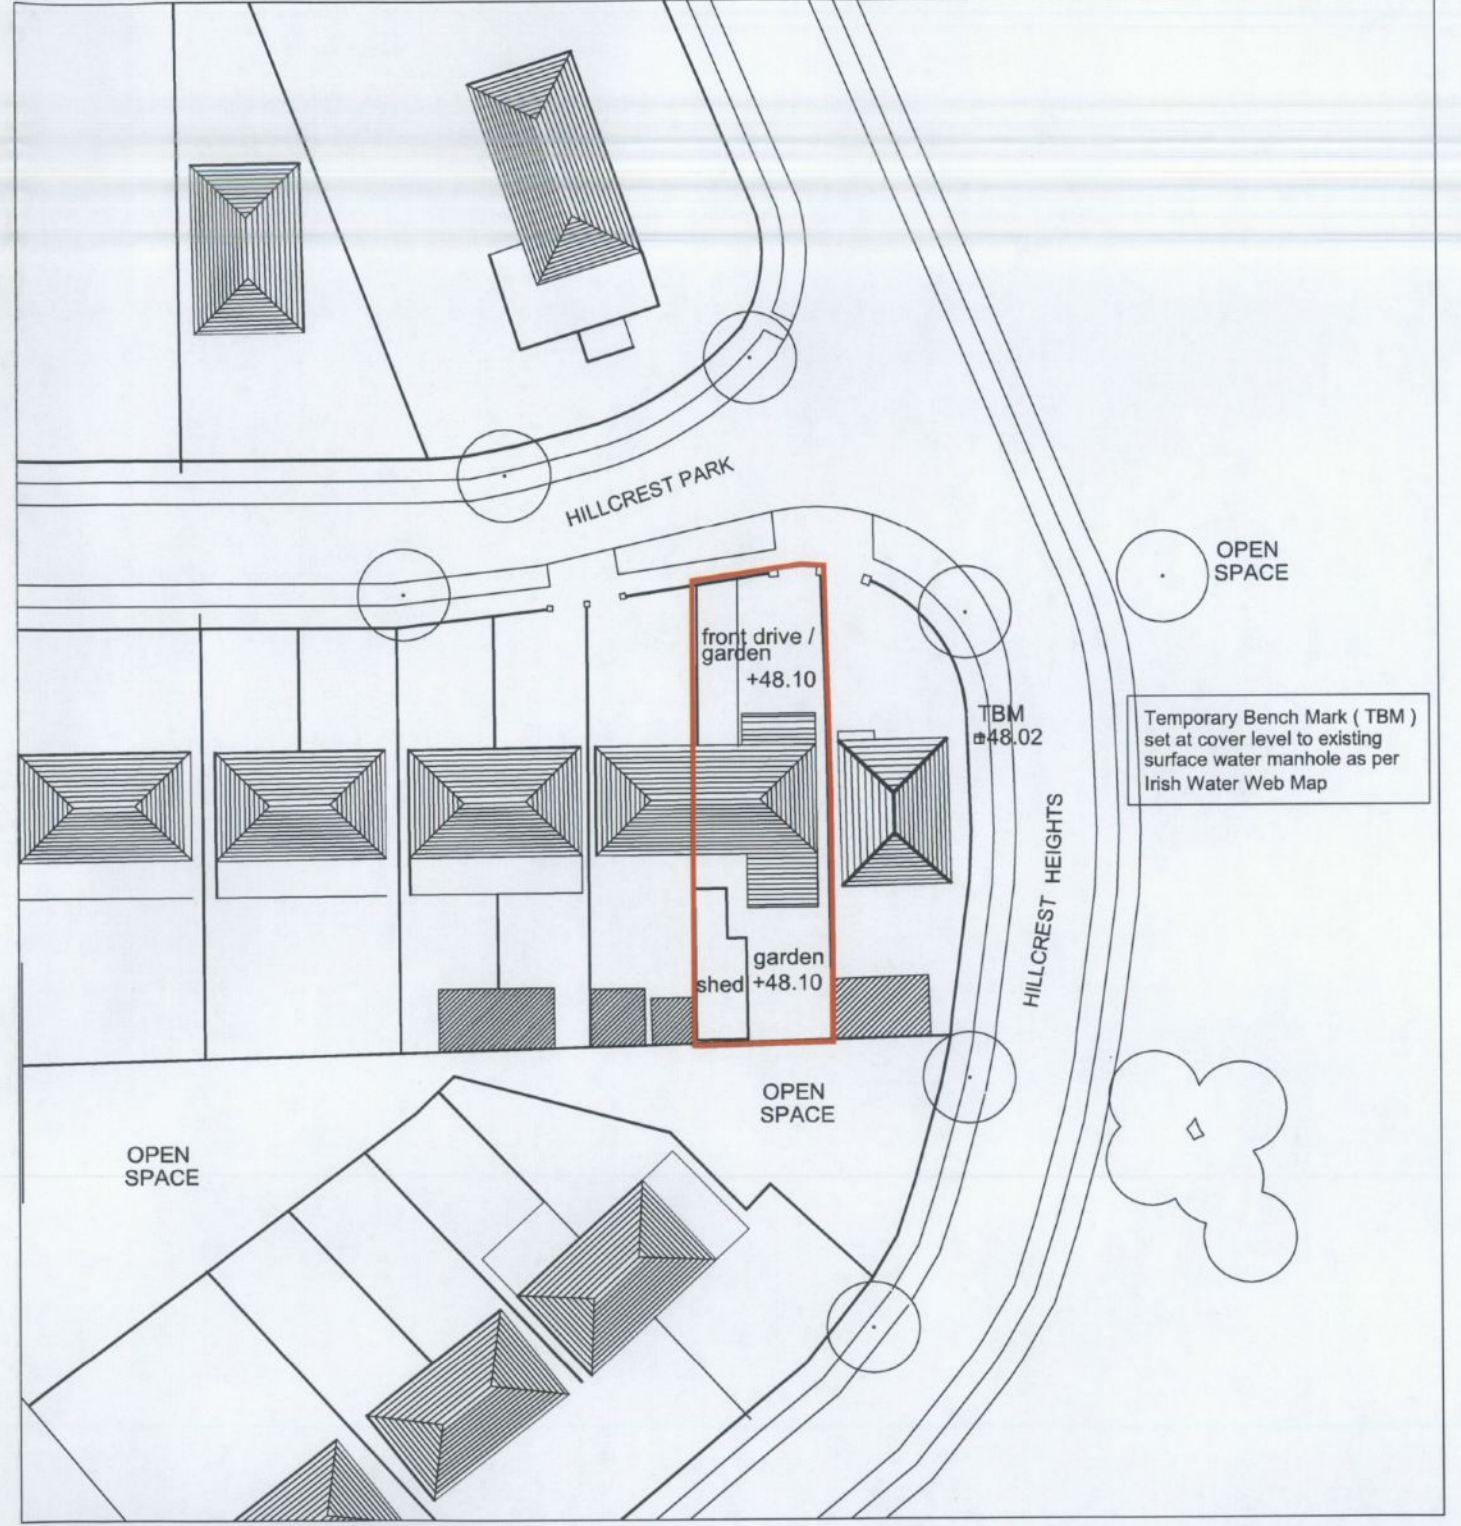 HILLCREST PARK
OPEN
SPACE
front drive /
garden
+48.10
TBM
+48.02
Temporary Bench Mark ( TBM )
set at cover level to existing
surface water manhole as per
Irish Water Web Map
HILLCREST HEIGHTS
garden
shed +48.10
OPEN
SPACE
OPEN
SPACE